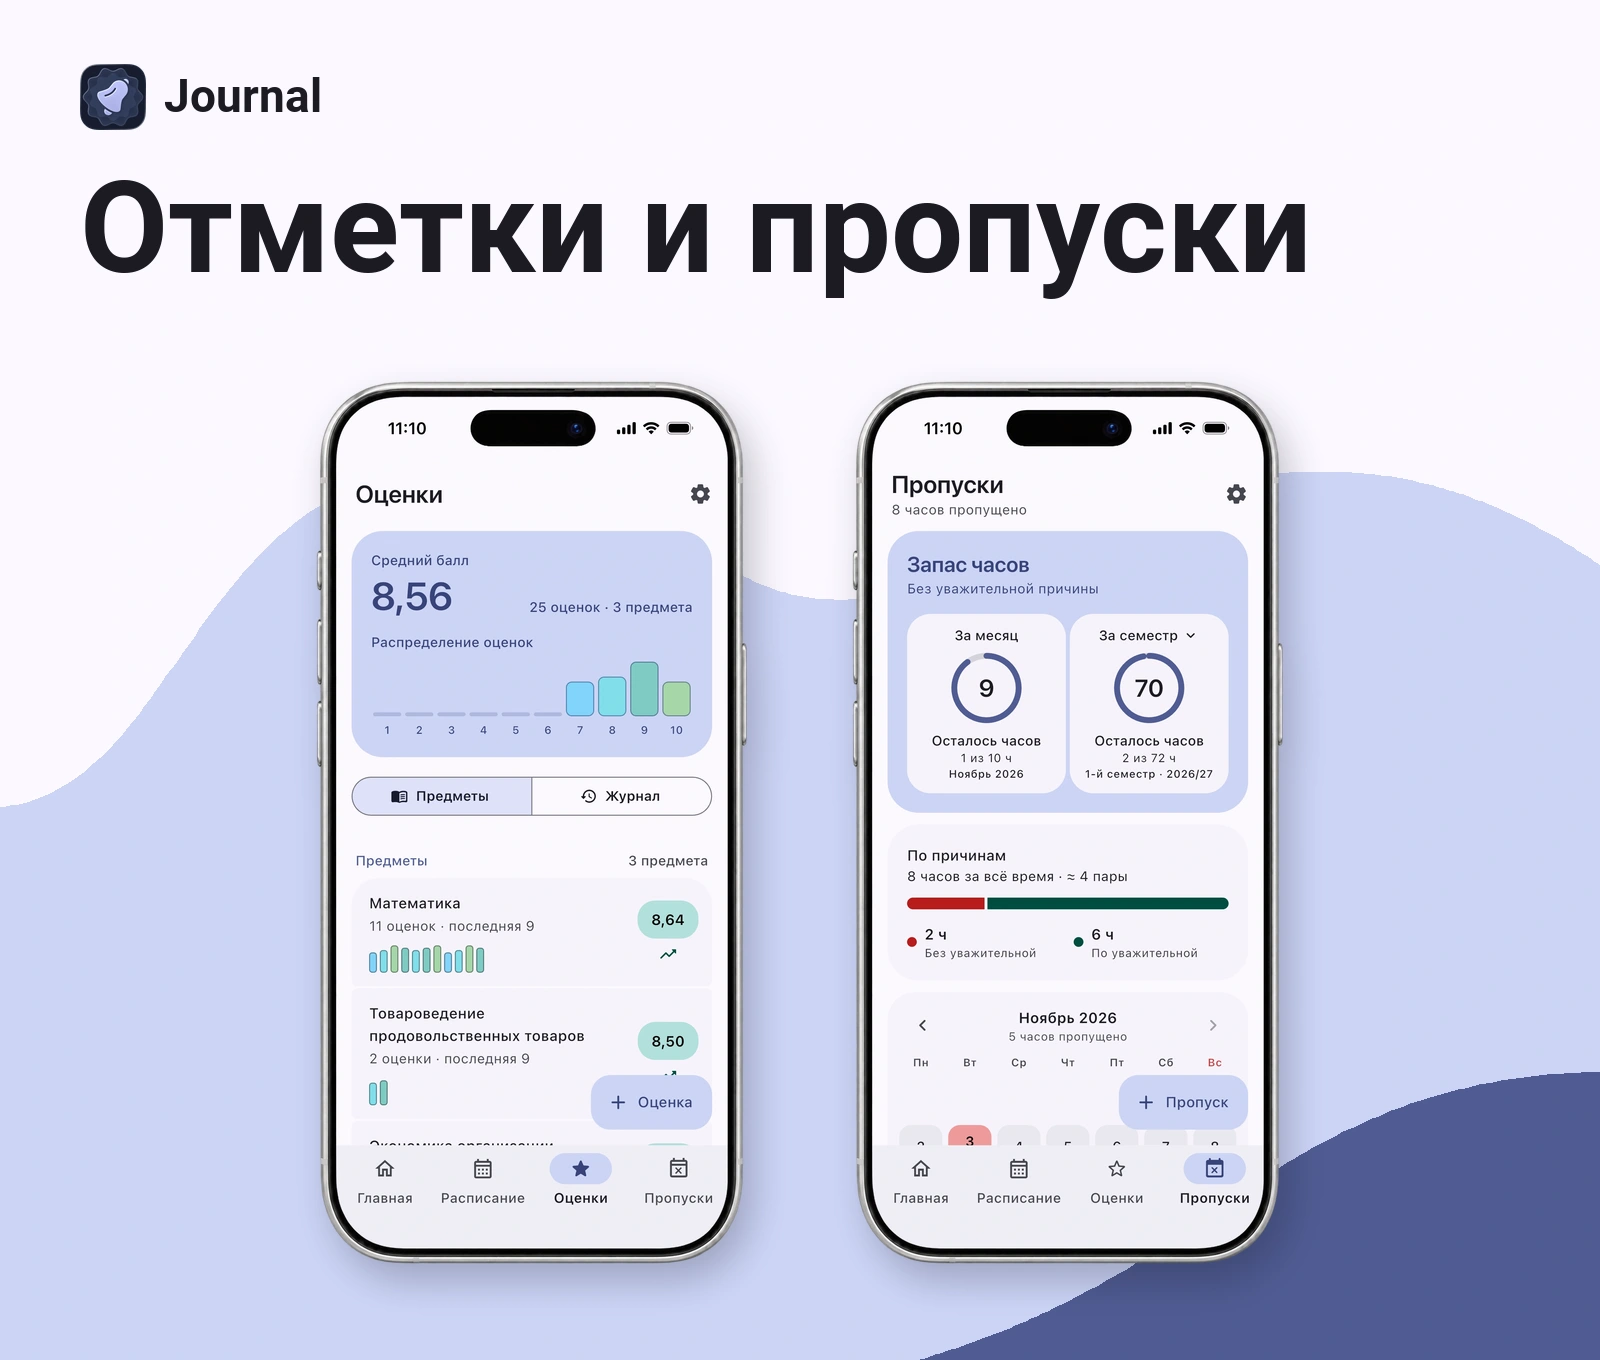 Journal
Отметки и пропуски
11:10
Оценки
Средний балл
8,56
25 оценок · 3 предмета
Распределение оценок
1 2 3 4 5 6 7 8 9 10
Предметы
Журнал
Предметы
3 предмета
Математика
11 оценок · последняя 9
8,64
Товароведение
продовольственных товаров
2 оценки · последняя 9
8,50
+ Оценка
Главная Расписание Оценки Пропуски
11:10
Пропуски
8 часов пропущено
Запас часов
Без уважительной причины
За месяц
9
Осталось часов
1 из 10 ч
Ноябрь 2026
За семестр
70
Осталось часов
2 из 72 ч
1-й семестр · 2026/27
По причинам
8 часов за всё время · ≈ 4 пары
2 ч
Без уважительной
6 ч
По уважительной
Ноябрь 2026
5 часов пропущено
Пн Вт Ср Чт Пт Сб Вс
+ Пропуск
3
Главная Расписание Оценки Пропуски